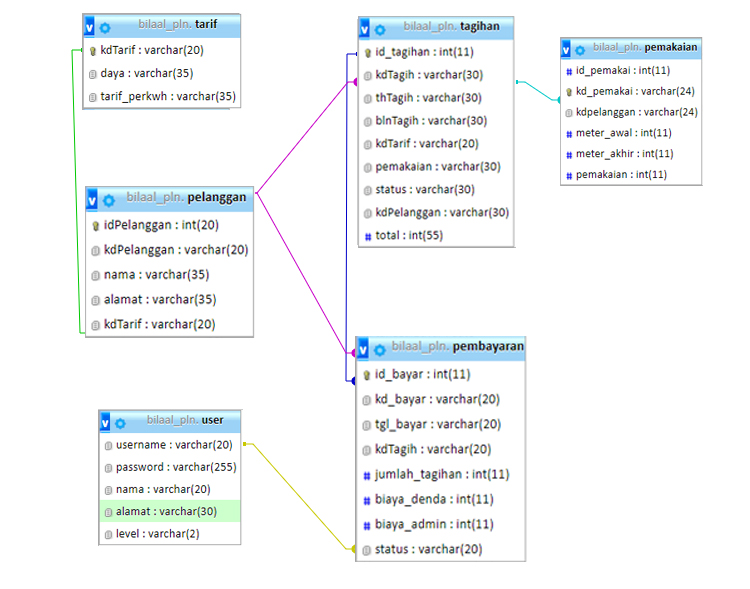 bilaal_pln. tarif
kdTarif : varchar(20)
daya : varchar(35)
tarif_perkwh : varchar(35)
v bilaal_pln. tagihan
id_tagihan : int(11)
kdTagih : varchar(30)
thTagih : varchar(30)
blnTagih : varchar(30)
kdTarif : varchar(20)
pemakaian : varchar(30)
status : varchar(30)
kdPelanggan : varchar(30)
# total : int(55)
v bilaal_pln. pemakaian
# id_pemakai : int(11)
kd_pemakai : varchar(24)
kdpelanggan : varchar(24)
# meter_awal : int(11)
# meter_akhir : int(11)
# pemakaian : int(11)
v bilaal_pln. pelanggan
idPelanggan : int(20)
kdPelanggan : varchar(20)
nama : varchar(35)
alamat : varchar(35)
kdTarif : varchar(20)
v bilaal_pln. pembayaran
id_bayar : int(11)
kd_bayar : varchar(20)
tgl_bayar : varchar(20)
kdTagih : varchar(20)
# jumlah_tagihan : int(11)
# biaya_denda : int(11)
# biaya_admin : int(11)
status : varchar(20)
v bilaal_pln. user
username : varchar(20)
password : varchar(255)
nama : varchar(20)
alamat : varchar(30)
level : varchar(2)